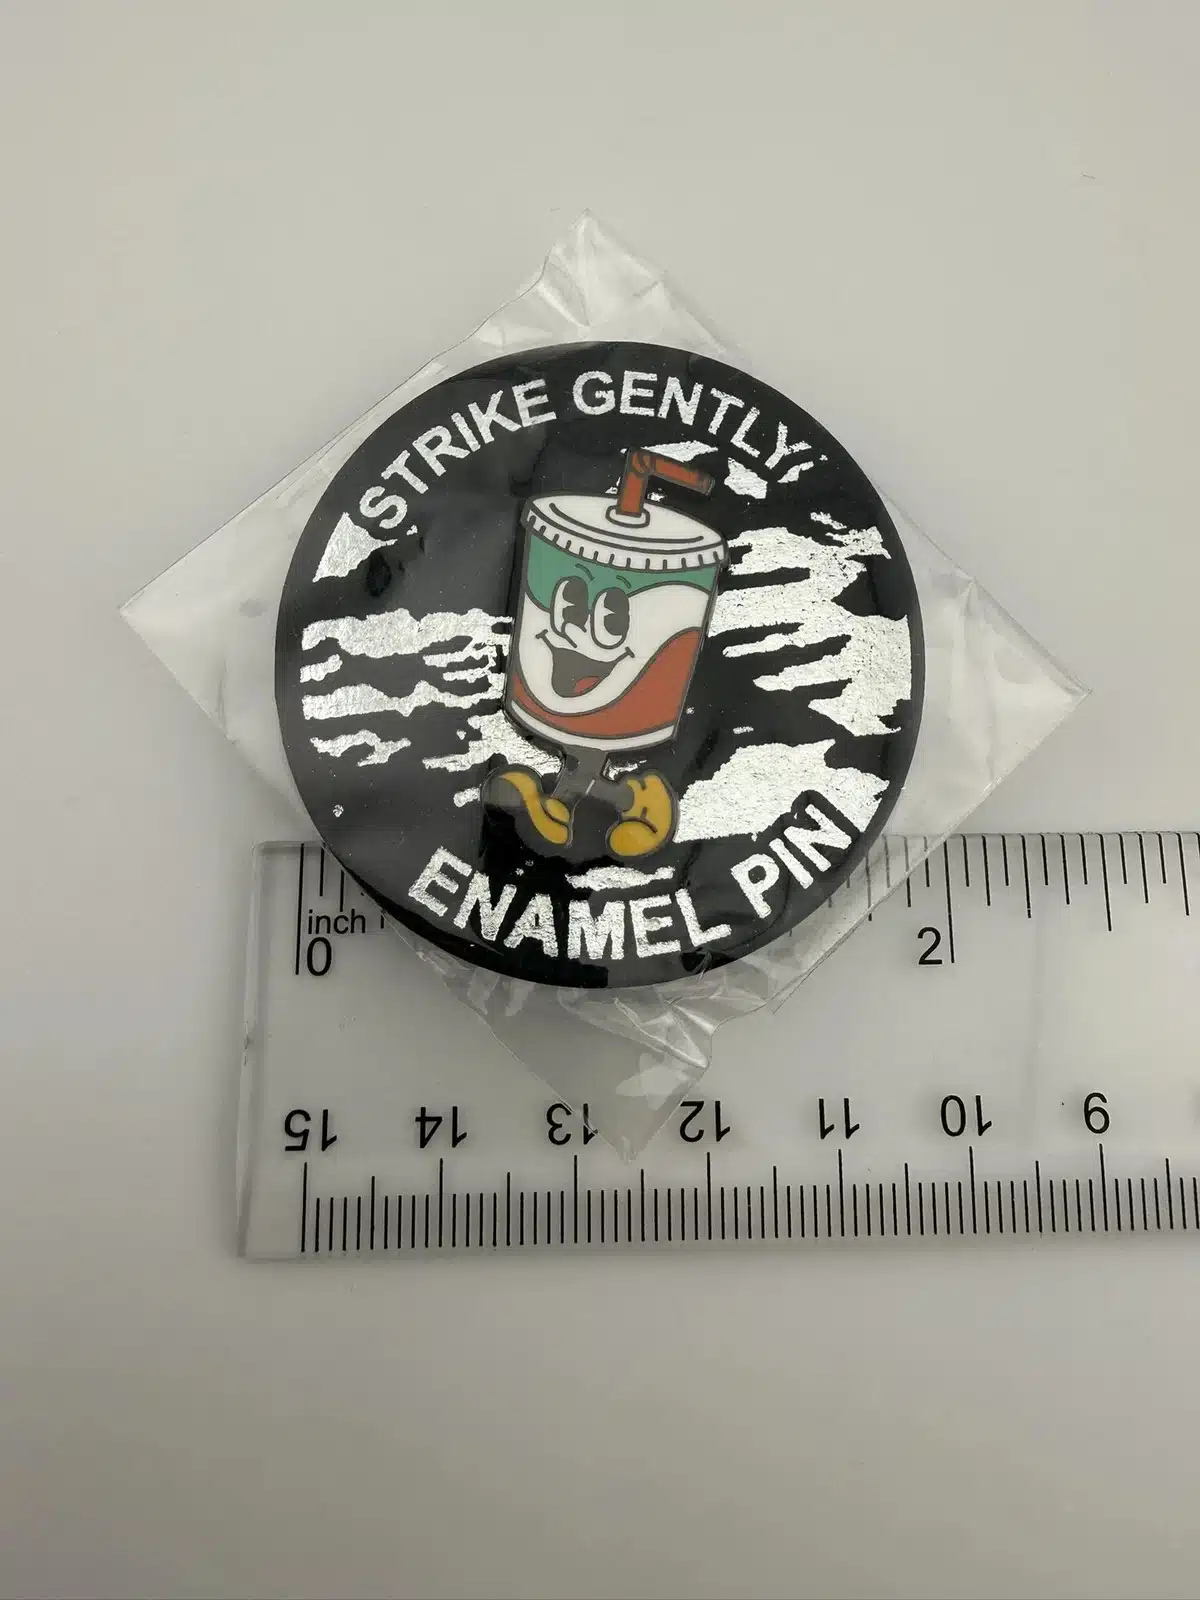 STRIKE GENTLY
ENAMEL PIN
inch
0
2
15 14 13 12 11 10 9